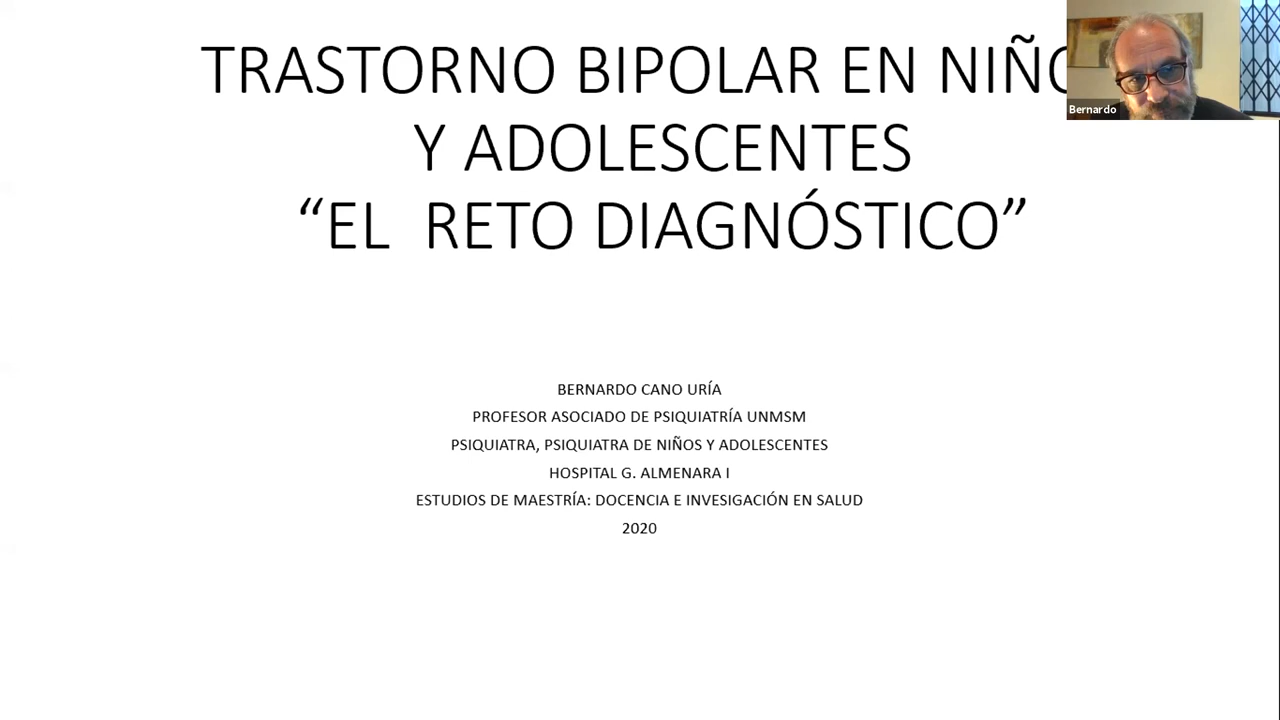 TRASTORNO BIPOLAR EN
Y ADOLESCENTES
“EL RETO DIAGNÓSTICO”
Bernardo
BERNARDO CANO URÍA
PROFESOR ASOCIADO DE PSIQUIATRÍA UNMSM
PSIQUIATRA, PSIQUIATRA DE NIÑOS Y ADOLESCENTES
HOSPITAL G. ALMENARA I
ESTUDIOS DE MAESTRÍA: DOCENCIA E INVESIGACIÓN EN SALUD
2020